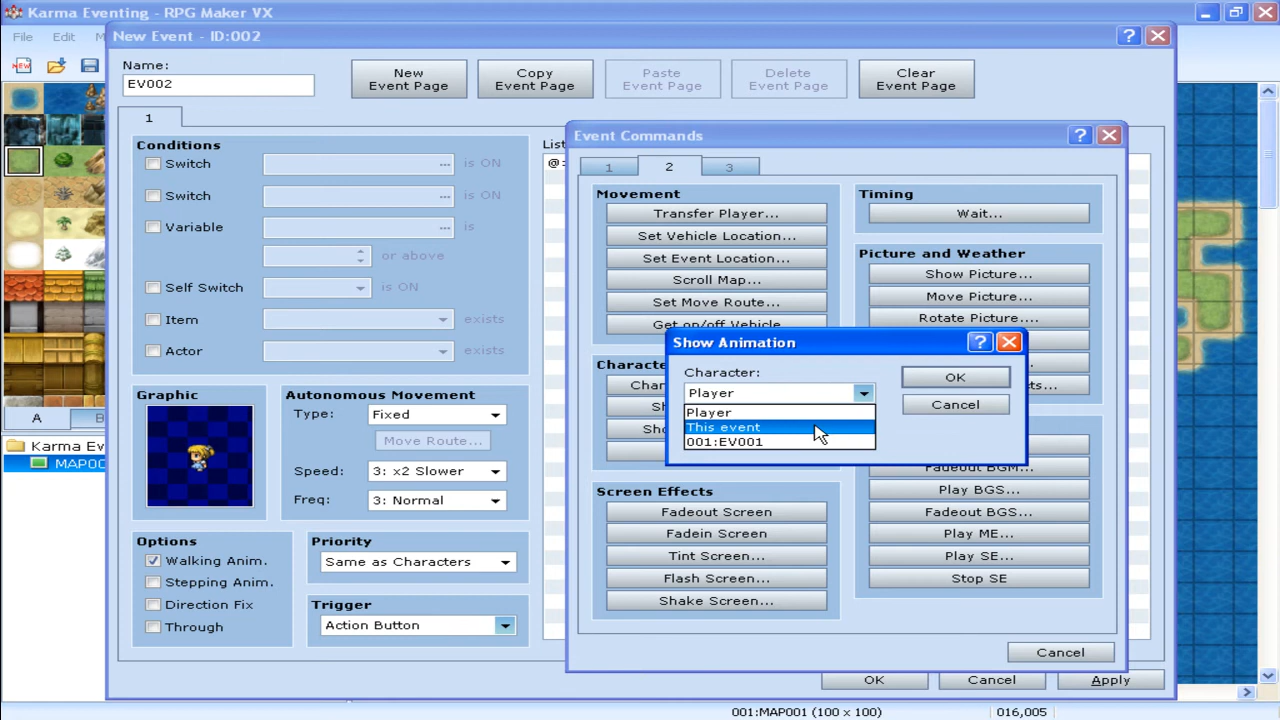 Karma Eventing - RPG Maker VX
File Edit M
NEW
New Event - ID:002
Name:
EV002
New
Event Page
Copy
Event Page
Paste
Event Page
Delete
Event Page
Clear
Event Page
1
Conditions
Switch ... is ON
Switch ... is ON
Variable ... is
or above
Self Switch is ON
Item exists
Actor exists
Graphic
Autonomous Movement
Type: Fixed
Move Route...
Speed: 3: x2 Slower
Freq: 3: Normal
Options
Walking Anim.
Stepping Anim.
Direction Fix
Through
Priority
Same as Characters
Trigger
Action Button
List
@:
Event Commands
1 2 3
Movement
Transfer Player...
Set Vehicle Location...
Set Event Location...
Scroll Map...
Set Move Route...
Get on/off Vehicle
Characte
Chan
Sh
Sho
Screen Effects
Fadeout Screen
Fadein Screen
Tint Screen...
Flash Screen...
Shake Screen...
Timing
Wait...
Picture and Weather
Show Picture...
Move Picture...
Rotate Picture....
ts...
Fadeout BGM...
Play BGS...
Fadeout BGS...
Play ME...
Play SE...
Stop SE
Cancel
Show Animation
Character:
Player
Player
This event
001:EV001
OK
Cancel
OK Cancel Apply
A B
Karma Eventing
MAP00
001:MAP001 (100 x 100) 016,005